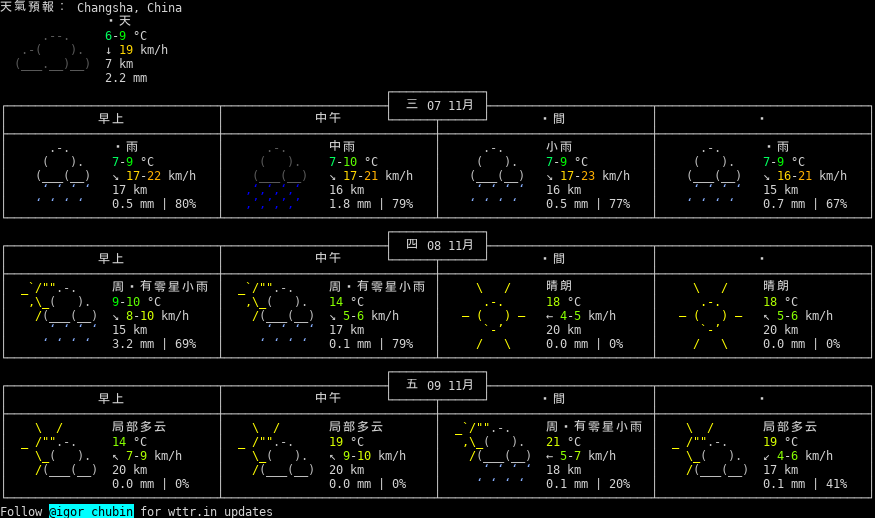 天氣預報： Changsha, China
・天
6-9 °C
↓ 19 km/h
7 km
2.2 mm
三 07 11月
早上 中午 ・間 ・
・雨 中雨 小雨 ・雨
7-9 °C 7-10 °C 7-9 °C 7-9 °C
↘ 17-22 km/h ↘ 17-21 km/h ↘ 17-23 km/h ↘ 16-21 km/h
17 km 16 km 16 km 15 km
0.5 mm | 80% 1.8 mm | 79% 0.5 mm | 77% 0.7 mm | 67%
四 08 11月
早上 中午 ・間 ・
周・有零星小雨 周・有零星小雨 晴朗 晴朗
9-10 °C 14 °C 18 °C 18 °C
↘ 8-10 km/h ↘ 5-6 km/h ← 4-5 km/h ↖ 5-6 km/h
15 km 17 km 20 km 20 km
3.2 mm | 69% 0.1 mm | 79% 0.0 mm | 0% 0.0 mm | 0%
五 09 11月
早上 中午 ・間 ・
局部多云 局部多云 周・有零星小雨 局部多云
14 °C 19 °C 21 °C 19 °C
↖ 7-9 km/h ↖ 9-10 km/h ← 5-7 km/h ↙ 4-6 km/h
20 km 20 km 18 km 17 km
0.0 mm | 0% 0.0 mm | 0% 0.1 mm | 20% 0.1 mm | 41%
Follow @igor_chubin for wttr.in updates